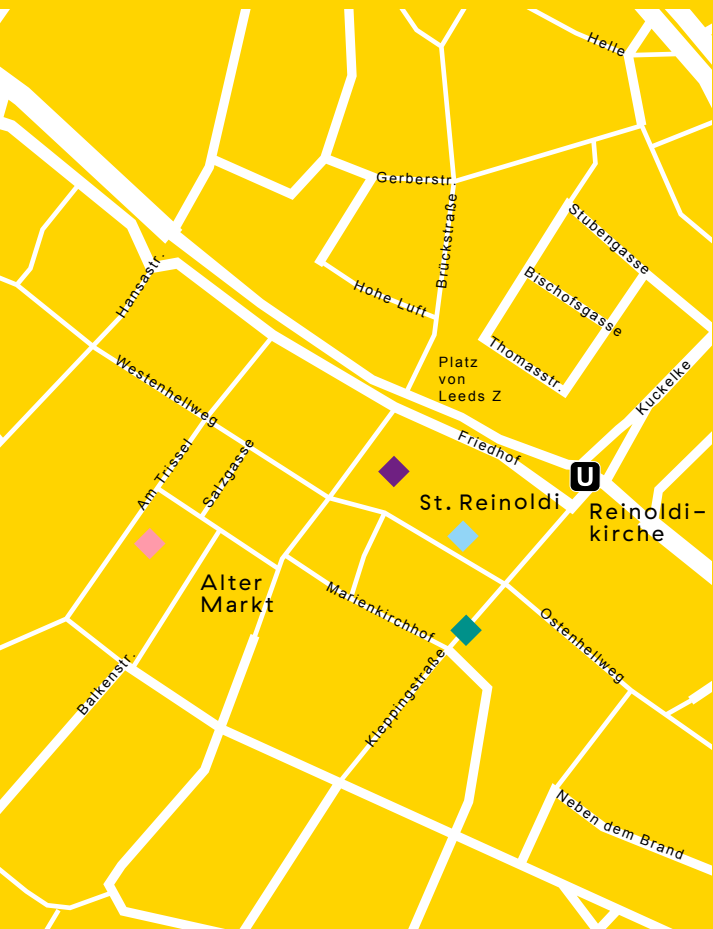 Helle
Gerberstr.
Brückstraße
Stubengasse
Hansastr.
Bischofsgasse
Hohe Luft
Thomasstr.
Platz
von
Leeds Z
Westenhellweg
Kuckelke
Friedhof
Am Trissel
Salzgasse
U
St. Reinoldi
Reinoldi–
kirche
Alter
Markt
Marienkirchhof
Ostenhellweg
Balkenstr.
Kleppingstraße
Neben dem Brand